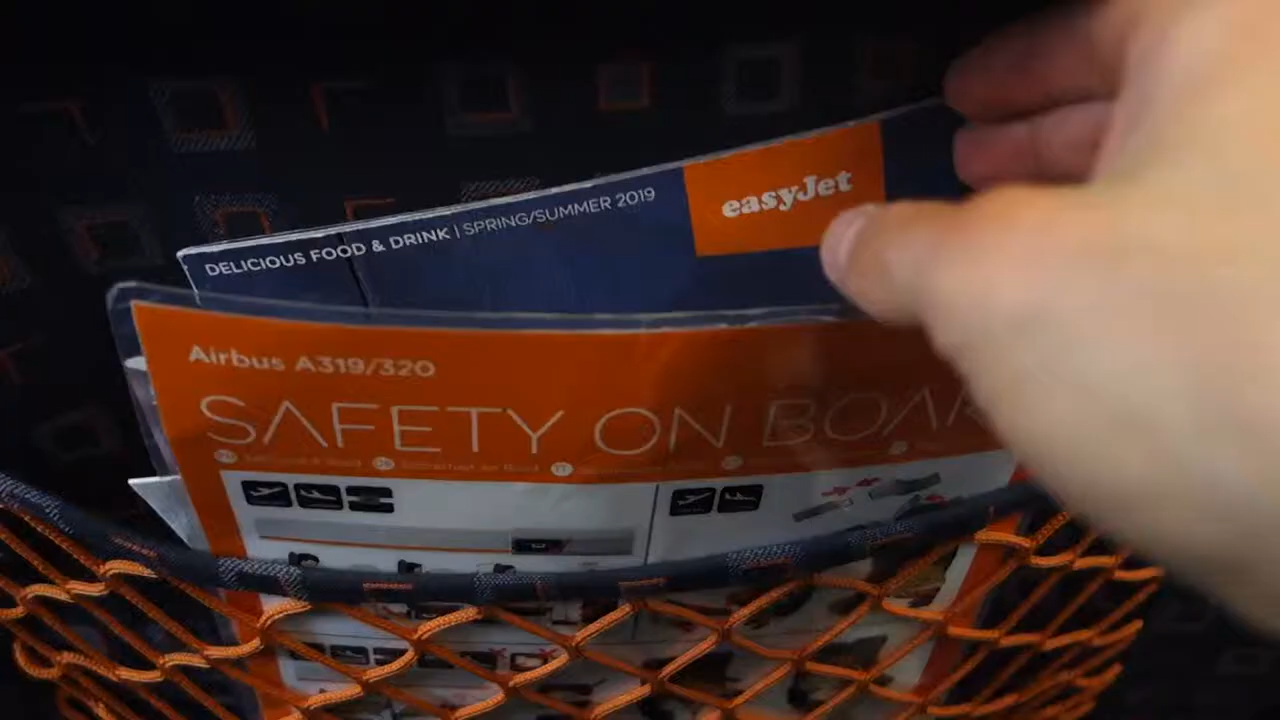 DELICIOUS FOOD & DRINK | SPRING/SUMMER 2019
easyJet
Airbus A319/320
SAFETY ON